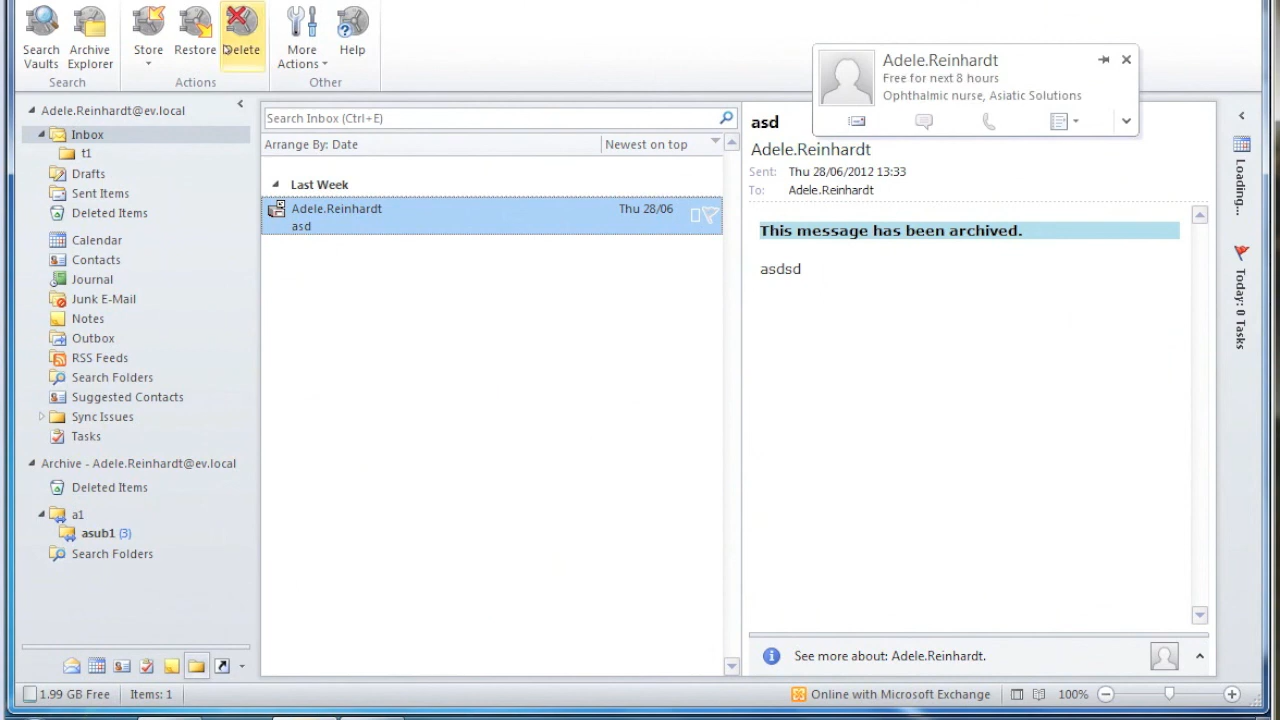 Search Vaults
Archive Explorer
Store
Restore
Delete
More Actions
Help
Search
Actions
Other
Adele.Reinhardt@ev.local
Inbox
t1
Drafts
Sent Items
Deleted Items
Calendar
Contacts
Journal
Junk E-Mail
Notes
Outbox
RSS Feeds
Search Folders
Suggested Contacts
Sync Issues
Tasks
Archive - Adele.Reinhardt@ev.local
Deleted Items
a1
asub1 (3)
Search Folders
Search Inbox (Ctrl+E)
Arrange By: Date
Newest on top
Last Week
Adele.Reinhardt
Thu 28/06
asd
Adele.Reinhardt
Free for next 8 hours
Ophthalmic nurse, Asiatic Solutions
asd
Adele.Reinhardt
Sent: Thu 28/06/2012 13:33
To: Adele.Reinhardt
This message has been archived.
asdsd
See more about: Adele.Reinhardt.
Loading...
Today: 0 Tasks
1.99 GB Free
Items: 1
Online with Microsoft Exchange
100%